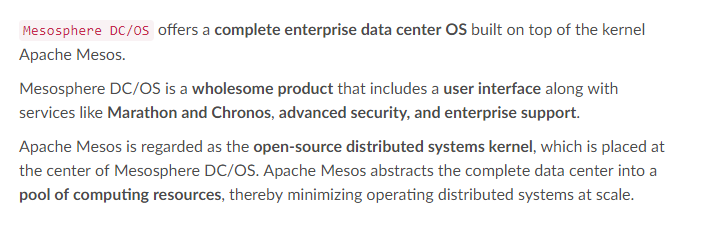 Mesosphere DC/OS offers a complete enterprise data center OS built on top of the kernel
Apache Mesos.
Mesosphere DC/OS is a wholesome product that includes a user interface along with
services like Marathon and Chronos, advanced security, and enterprise support.
Apache Mesos is regarded as the open-source distributed systems kernel, which is placed at
the center of Mesosphere DC/OS. Apache Mesos abstracts the complete data center into a
pool of computing resources, thereby minimizing operating distributed systems at scale.